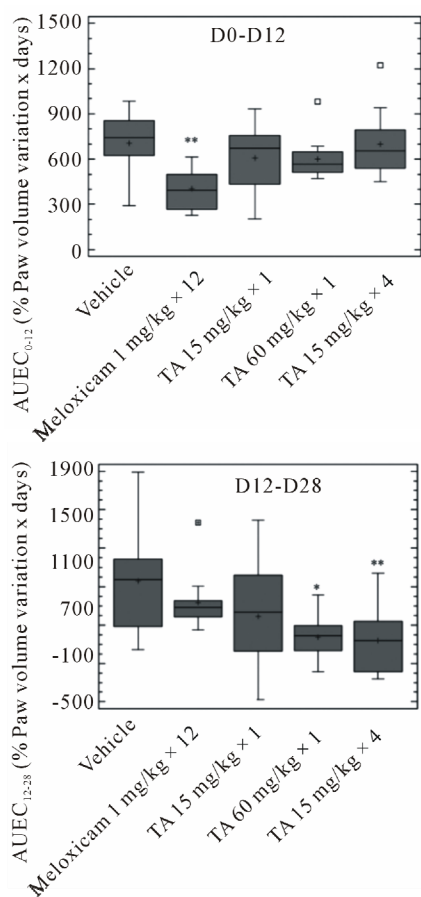 AUEC0-12 (% Paw volume variation x days)
1500
1200
900
600
300
0
D0-D12
**
Vehicle
Meloxicam 1 mg/kg × 12
TA 15 mg/kg × 1
TA 60 mg/kg × 1
TA 15 mg/kg × 4
AUEC12-28 (% Paw volume variation x days)
1900
1500
1100
700
-100
-500
D12-D28
*
**
Vehicle
Meloxicam 1 mg/kg × 12
TA 15 mg/kg × 1
TA 60 mg/kg × 1
TA 15 mg/kg × 4